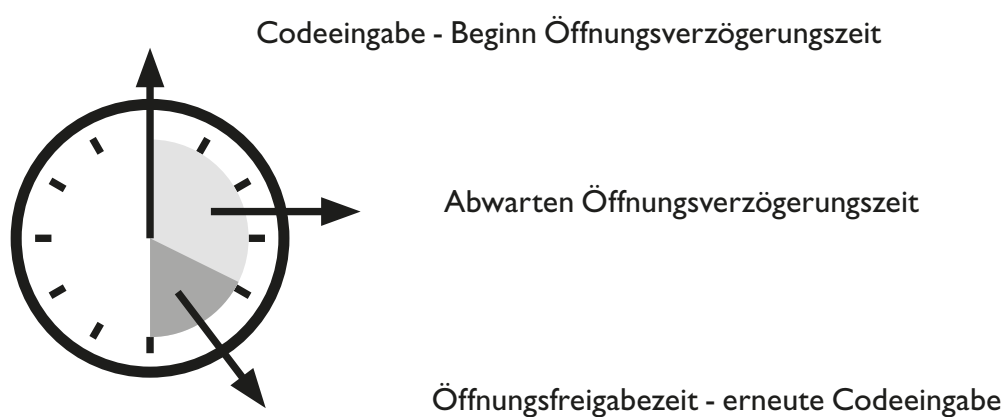 Codeeingabe - Beginn Öffnungsverzögerungszeit
Abwarten Öffnungsverzögerungszeit
Öffnungsfreigabezeit - erneute Codeeingabe